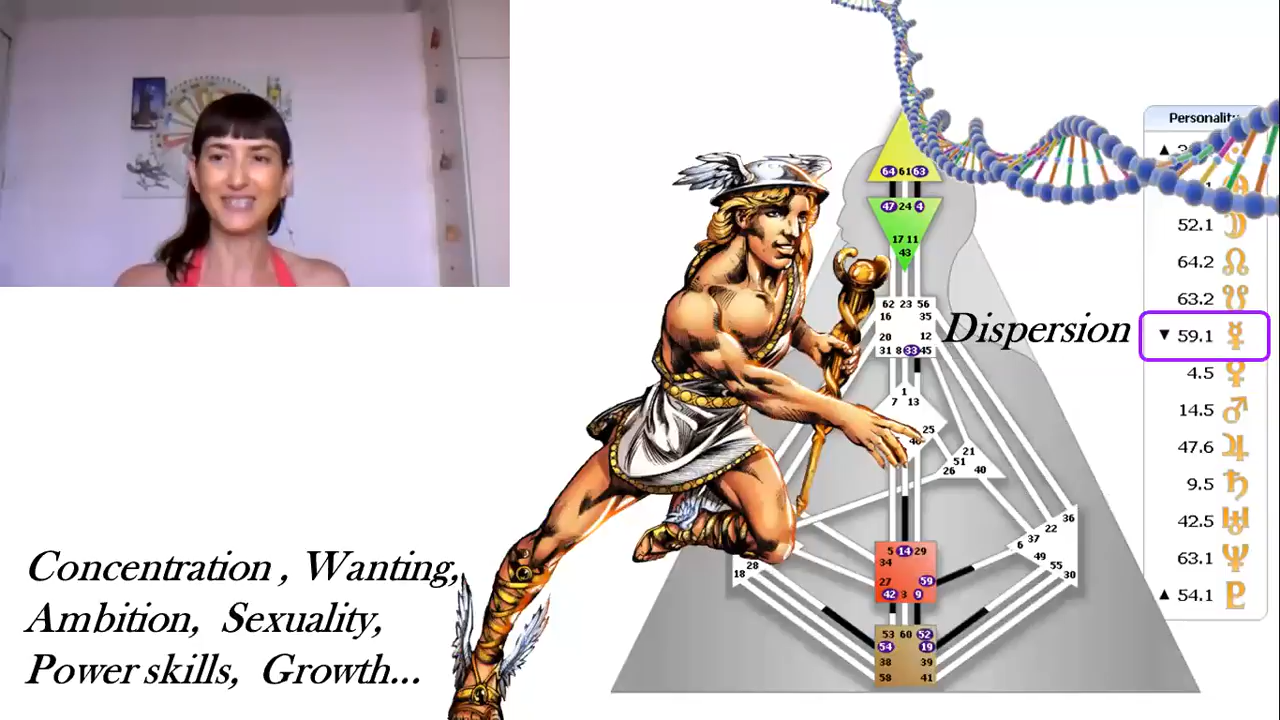 Personality
64 61 63
47 24 4
17 11
43
62 23 56
16 35
20 12
31 8 33 45
Dispersion
1
7 13
25
21
51
26 40
36
22
37
6
49
55
30
28
18
5 14 29
34
27 59
42 3 9
53 60 52
54 19
38 39
58 41
52.1
64.2
63.2
▼ 59.1
4.5
14.5
47.6
9.5
42.5
63.1
▲ 54.1
Concentration , Wanting,
Ambition, Sexuality,
Power skills, Growth...